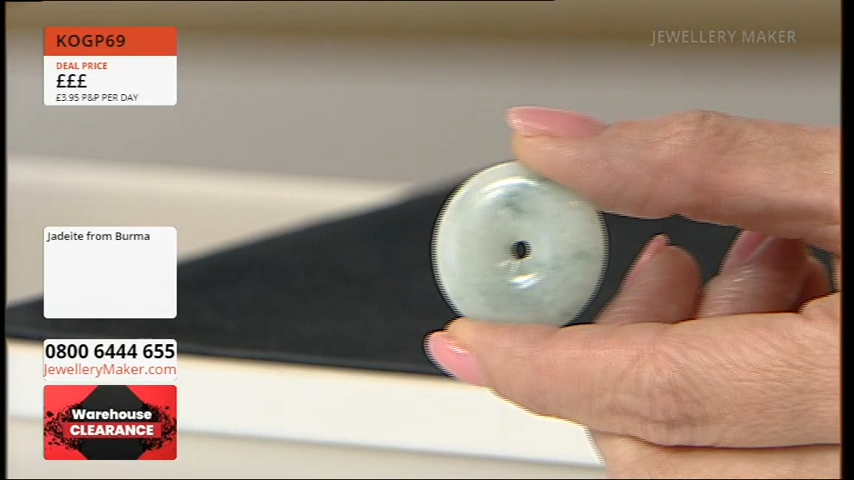 KOGP69
JEWELLERY MAKER
DEAL PRICE
£££
£3.95 P&P PER DAY
Jadeite from Burma
0800 6444 655
JewelleryMaker.com
Warehouse
CLEARANCE